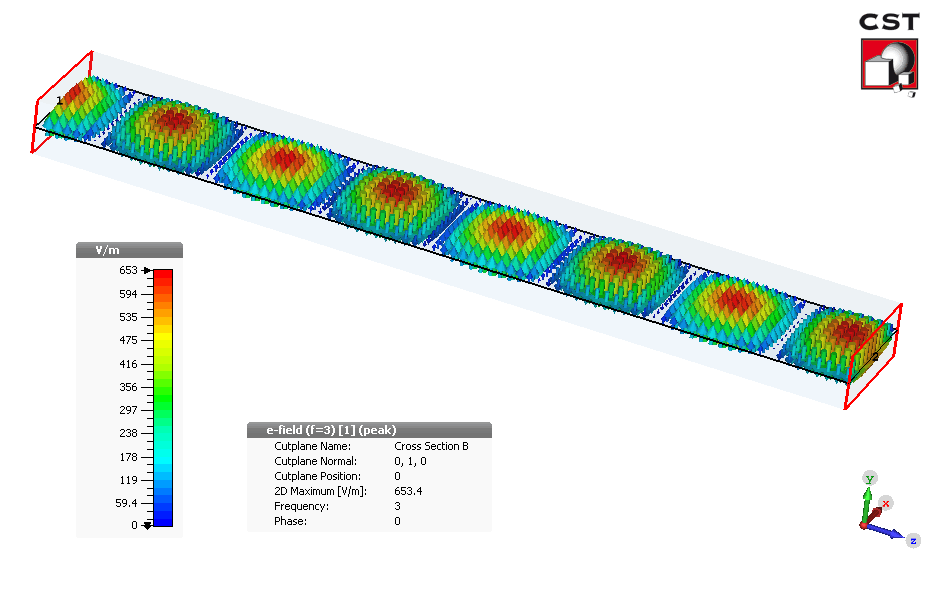 CST
1
2
V/m
653
594
535
475
416
356
297
238
178
119
59.4
0
e-field (f=3) [1] (peak)
Cutplane Name: Cross Section B
Cutplane Normal: 0, 1, 0
Cutplane Position: 0
2D Maximum [V/m]: 653.4
Frequency: 3
Phase: 0
y
x
z